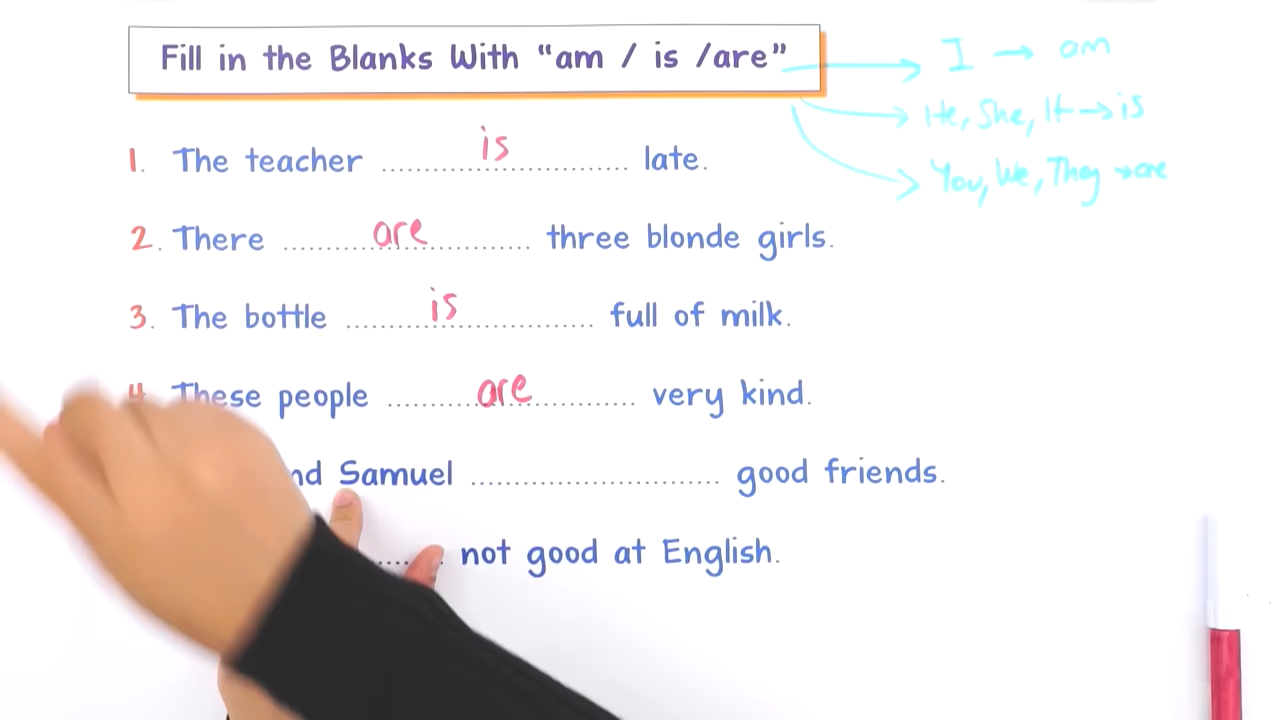 Fill in the Blanks With “am / is /are”
I → am
He, She, It → is
You, We, They → are
1. The teacher ............ is ............ late.
2. There ............ are ............ three blonde girls.
3. The bottle ............ is ............ full of milk.
4. These people ............ are ............ very kind.
Samuel ........................ good friends.
.... not good at English.